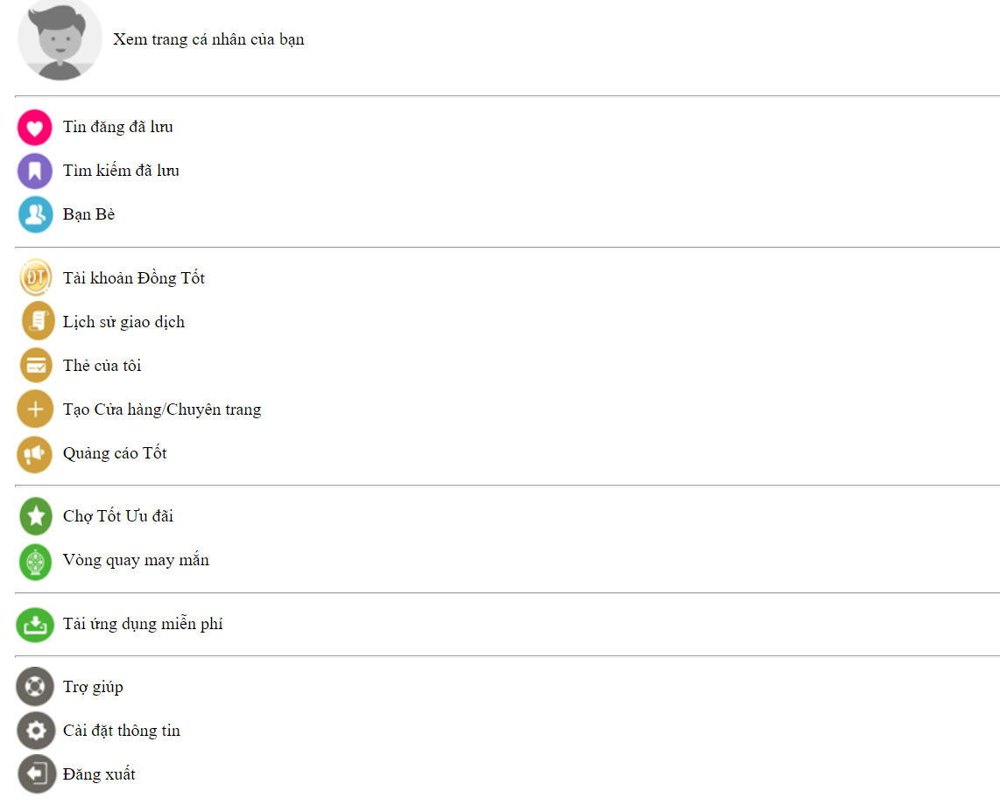 Xem trang cá nhân của bạn
Tin đăng đã lưu
Tìm kiếm đã lưu
Bạn Bè
ĐT Tài khoản Đồng Tốt
Lịch sử giao dịch
Thẻ của tôi
Tạo Cửa hàng/Chuyên trang
Quảng cáo Tốt
Chợ Tốt Ưu đãi
Vòng quay may mắn
Tải ứng dụng miễn phí
Trợ giúp
Cài đặt thông tin
Đăng xuất